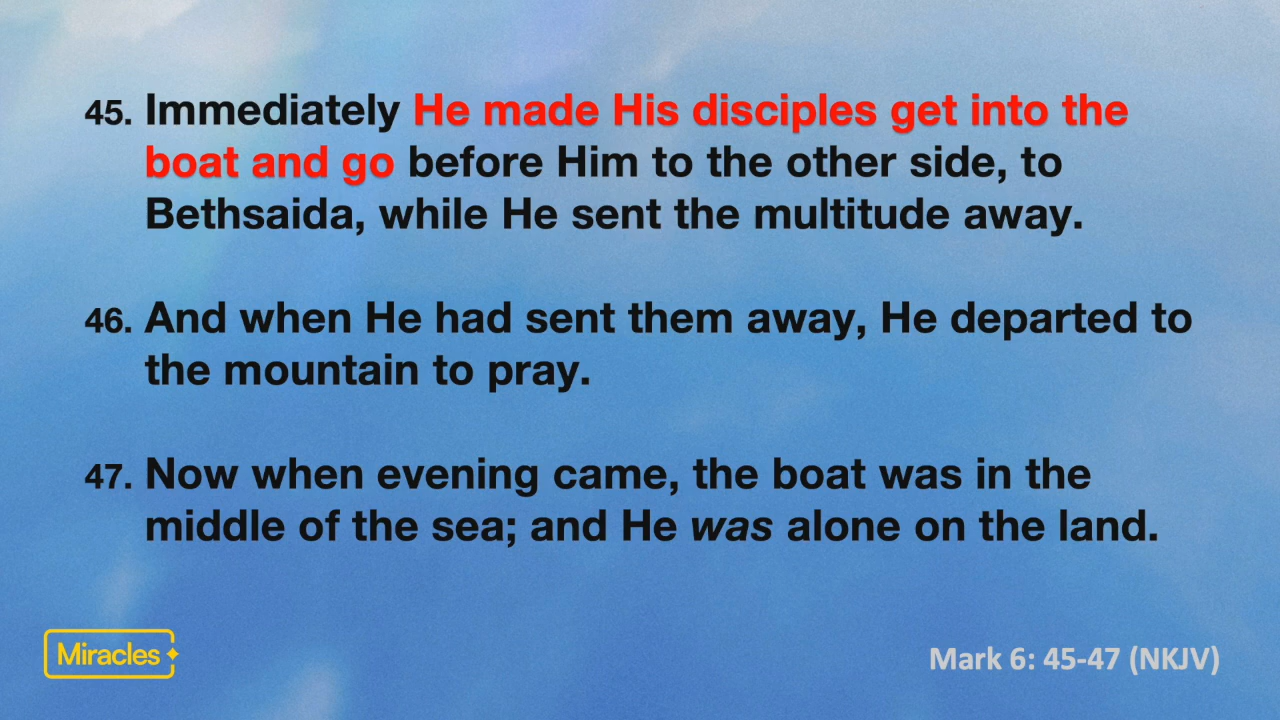 45. Immediately He made His disciples get into the
boat and go before Him to the other side, to
Bethsaida, while He sent the multitude away.
46. And when He had sent them away, He departed to
the mountain to pray.
47. Now when evening came, the boat was in the
middle of the sea; and He was alone on the land.
Miracles
Mark 6: 45-47 (NKJV)